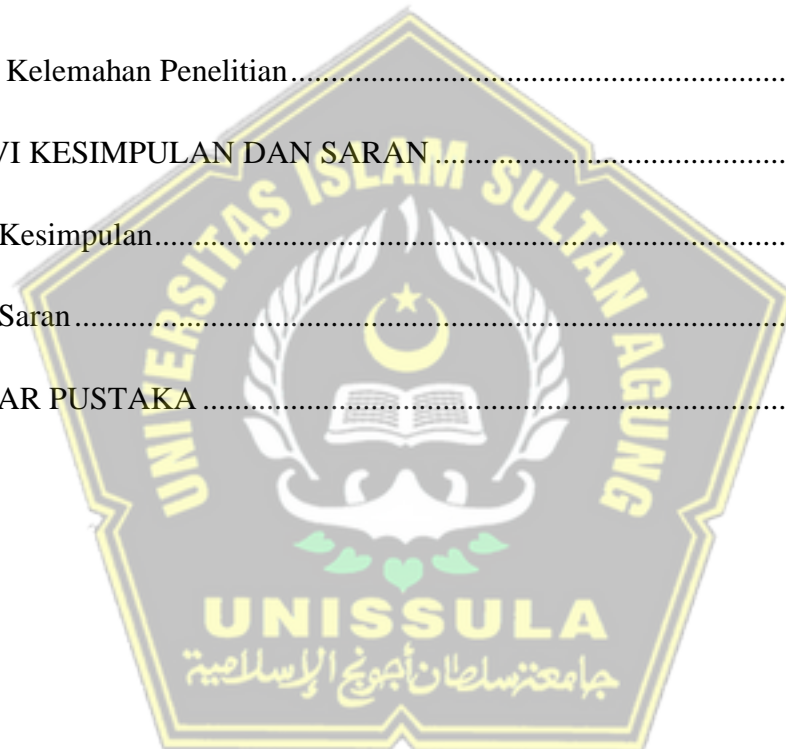 Kelemahan Penelitian
VI KESIMPULAN DAN SARAN
Kesimpulan
Saran
AR PUSTAKA
UNIVERSITAS ISLAM SULTAN AGUNG
UNISSULA
جامعة سلطان أجونج الإسلامية